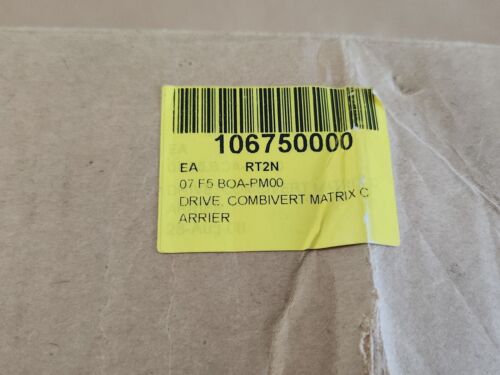 106750000
EA RT2N
07 F5 BOA-PM00
DRIVE COMBIVERT MATRIX C
ARRIER